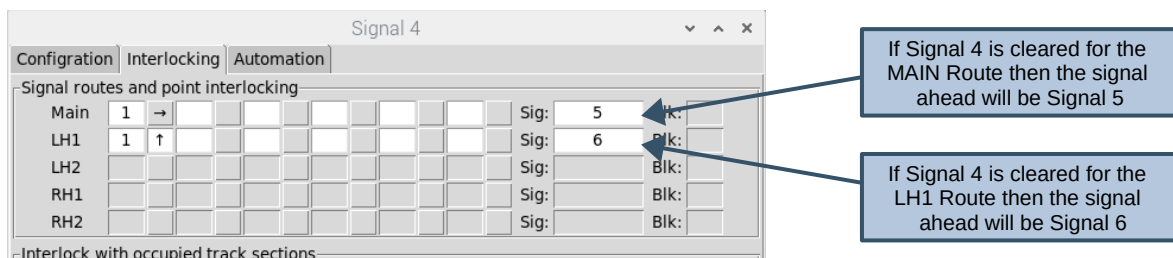 Signal 4
Configration Interlocking Automation
Signal routes and point interlocking
Main 1 → Sig: 5 Blk:
LH1 1 ↑ Sig: 6 Blk:
LH2 Sig: Blk:
RH1 Sig: Blk:
RH2 Sig: Blk:
Interlock with occupied track sections
If Signal 4 is cleared for the
MAIN Route then the signal
ahead will be Signal 5
If Signal 4 is cleared for the
LH1 Route then the signal
ahead will be Signal 6